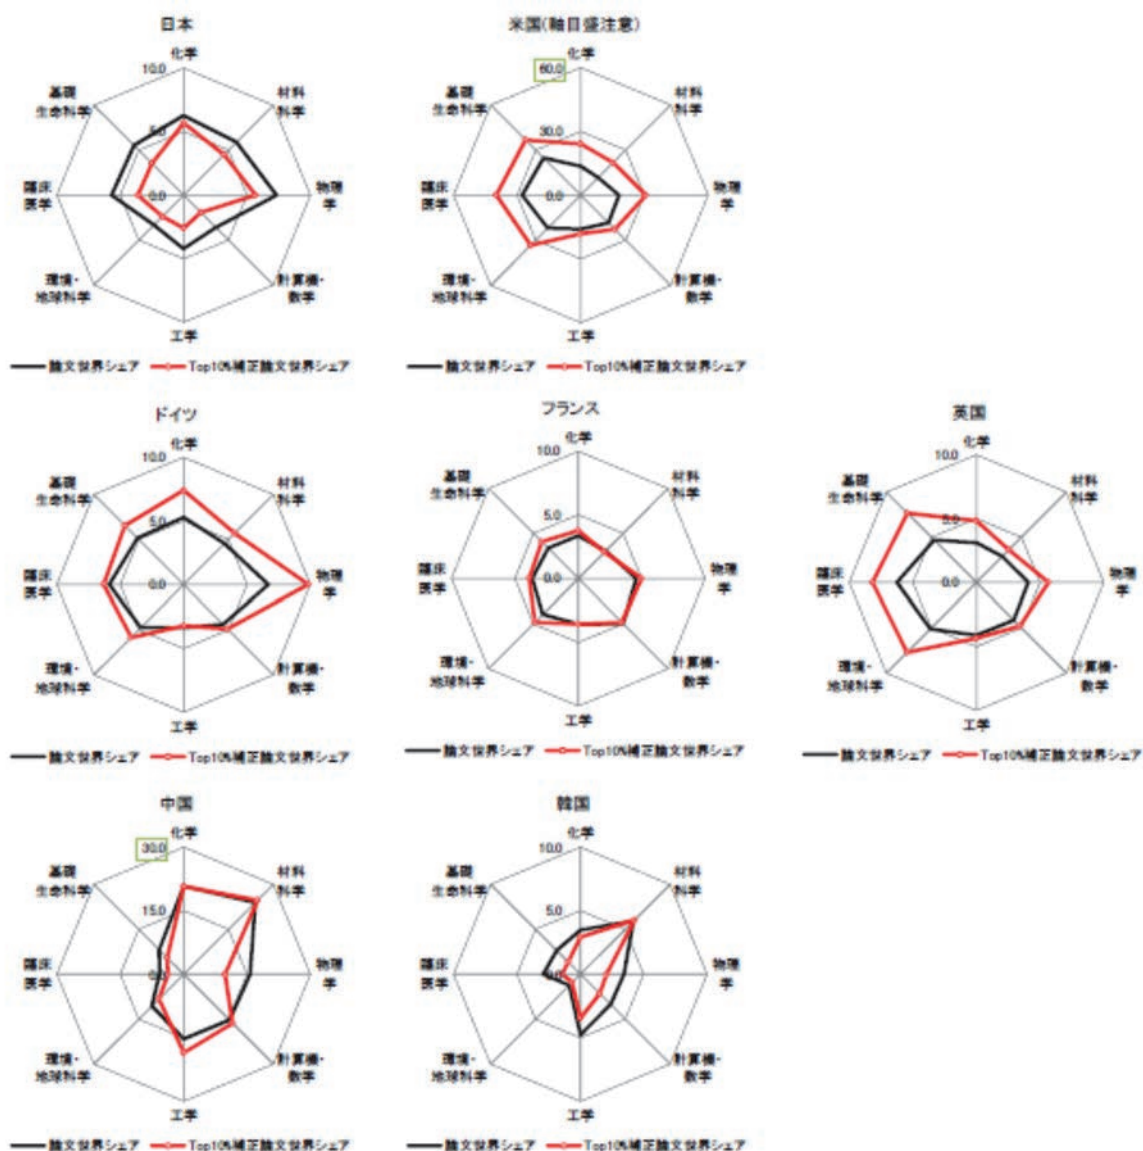 日本
化学
10.0
5.0
0.0
基礎
生命科学
材料
科学
臨床
医学
物理
学
環境・
地球科学
計算機・
数学
工学
論文世界シェア
Top10%補正論文世界シェア
米国(軸目盛注意)
化学
60.0
30.0
0.0
基礎
生命科学
材料
科学
臨床
医学
物理
学
環境・
地球科学
計算機・
数学
工学
論文世界シェア
Top10%補正論文世界シェア
ドイツ
化学
10.0
5.0
0.0
基礎
生命科学
材料
科学
臨床
医学
物理
学
環境・
地球科学
計算機・
数学
工学
論文世界シェア
Top10%補正論文世界シェア
フランス
化学
10.0
5.0
0.0
基礎
生命科学
材料
科学
臨床
医学
物理
学
環境・
地球科学
計算機・
数学
工学
論文世界シェア
Top10%補正論文世界シェア
英国
化学
10.0
5.0
0.0
基礎
生命科学
材料
科学
臨床
医学
物理
学
環境・
地球科学
計算機・
数学
工学
論文世界シェア
Top10%補正論文世界シェア
中国
化学
30.0
15.0
0.0
基礎
生命科学
材料
科学
臨床
医学
物理
学
環境・
地球科学
計算機・
数学
工学
論文世界シェア
Top10%補正論文世界シェア
韓国
化学
10.0
5.0
0.0
基礎
生命科学
材料
科学
臨床
医学
物理
学
環境・
地球科学
計算機・
数学
工学
論文世界シェア
Top10%補正論文世界シェア